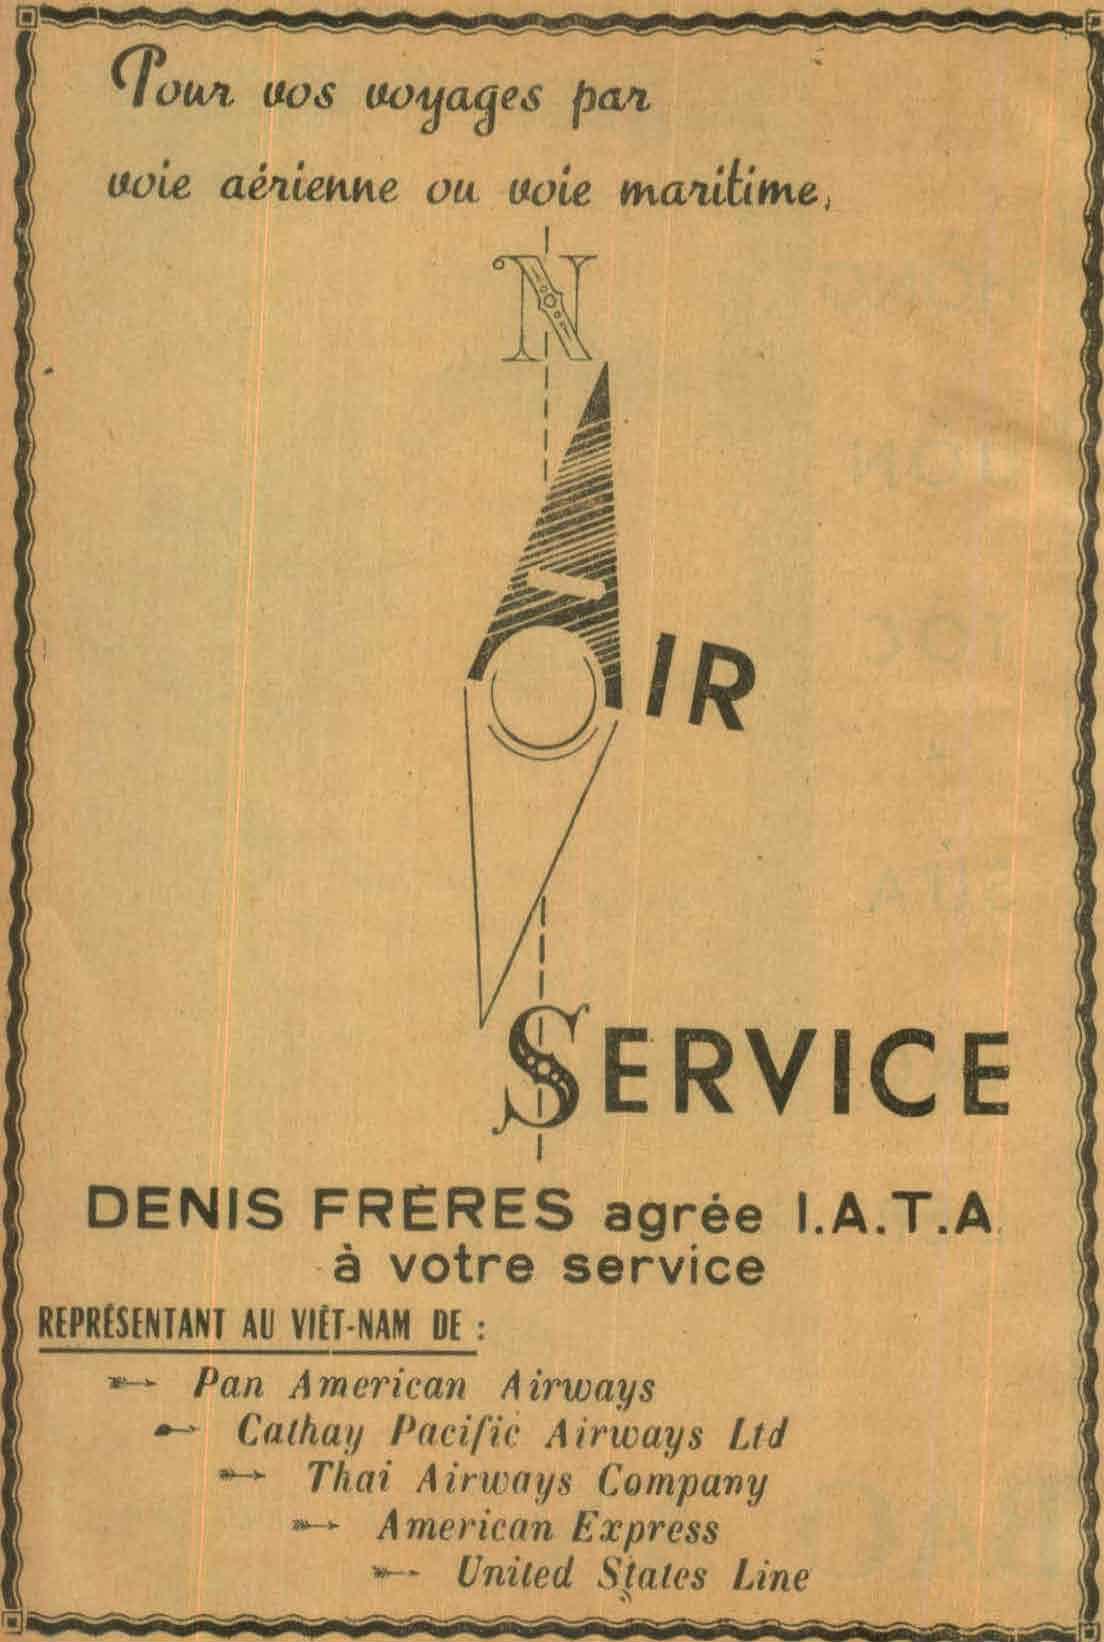 Pour vos voyages par
voie aérienne ou voie maritime,
N
AIR
SERVICE
DENIS FRÈRES agrée I.A.T.A.
à votre service
REPRÉSENTANT AU VIÊT-NAM DE :
Pan American Airways
Cathay Pacific Airways Ltd
Thai Airways Company
American Express
United States Line